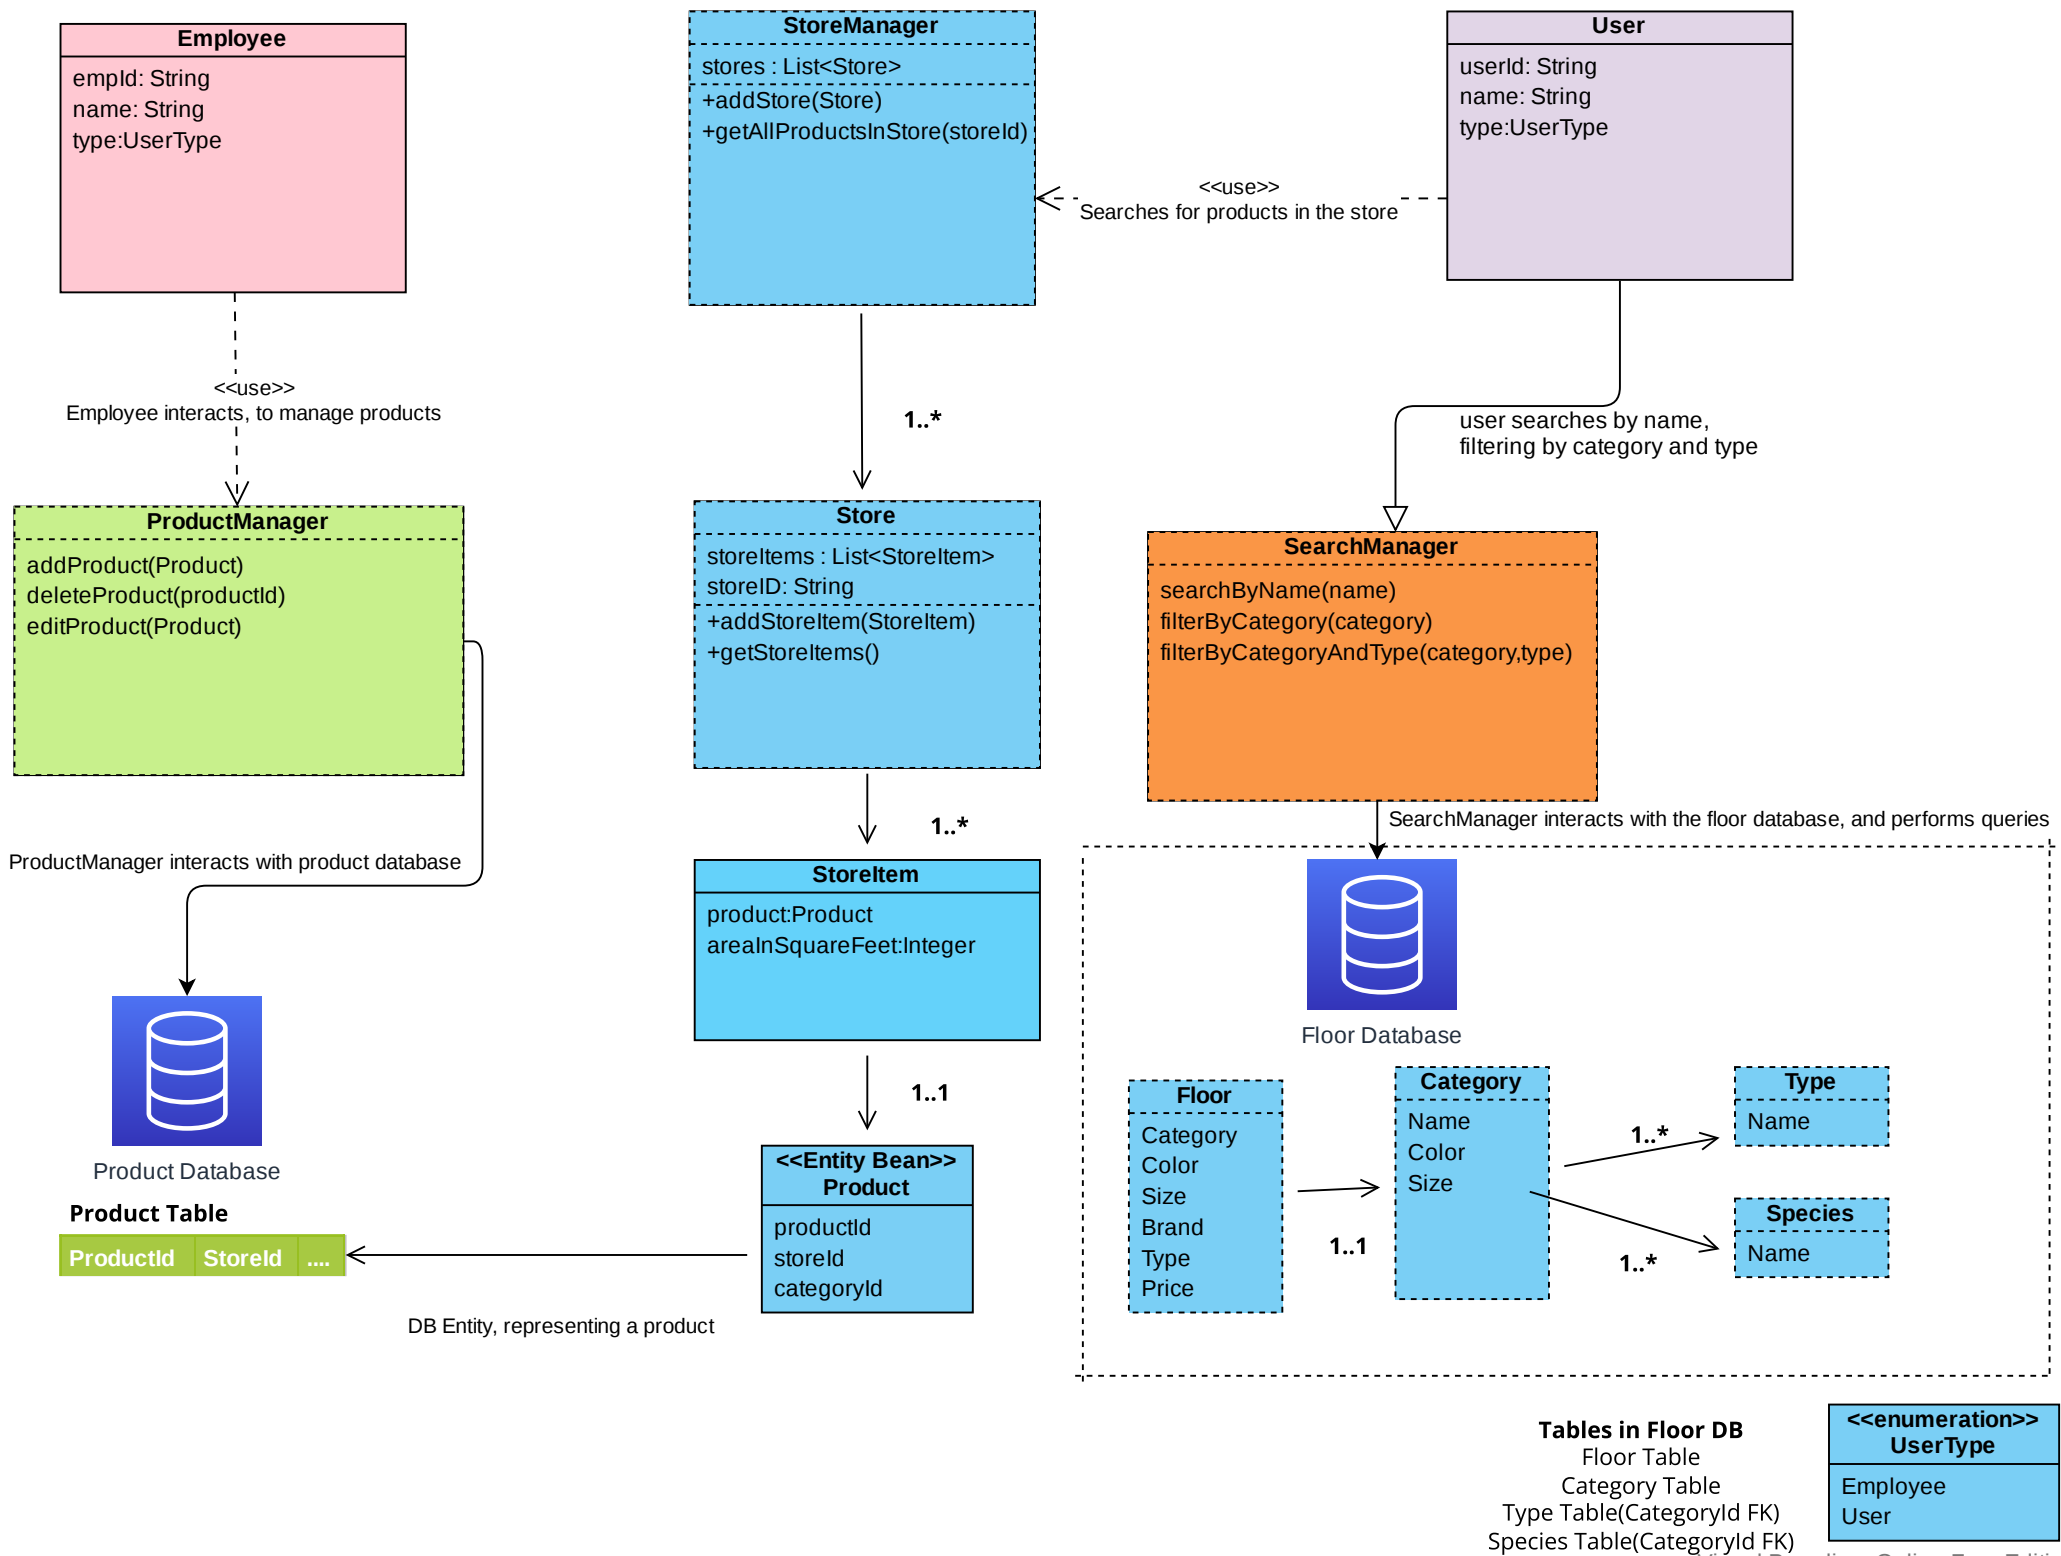 Employee
empId: String
name: String
type:UserType
StoreManager
stores : List<Store>
+addStore(Store)
+getAllProductsInStore(storeId)
User
userId: String
name: String
type:UserType
<<use>>
Searches for products in the store
<<use>>
Employee interacts, to manage products
1..*
user searches by name,
filtering by category and type
ProductManager
addProduct(Product)
deleteProduct(productId)
editProduct(Product)
Store
storeItems : List<StoreItem>
storeID: String
+addStoreItem(StoreItem)
+getStoreItems()
SearchManager
searchByName(name)
filterByCategory(category)
filterByCategoryAndType(category,type)
1..*
SearchManager interacts with the floor database, and performs queries
ProductManager interacts with product database
StoreItem
product:Product
areaInSquareFeet:Integer
Floor Database
1..1
Product Database
Product Table
ProductId StoreId ....
<<Entity Bean>>
Product
productId
storeId
categoryId
DB Entity, representing a product
Floor
Category
Color
Size
Brand
Type
Price
1..1
Category
Name
Color
Size
1..*
Type
Name
1..*
Species
Name
Tables in Floor DB
Floor Table
Category Table
Type Table(CategoryId FK)
Species Table(CategoryId FK)
<<enumeration>>
UserType
Employee
User